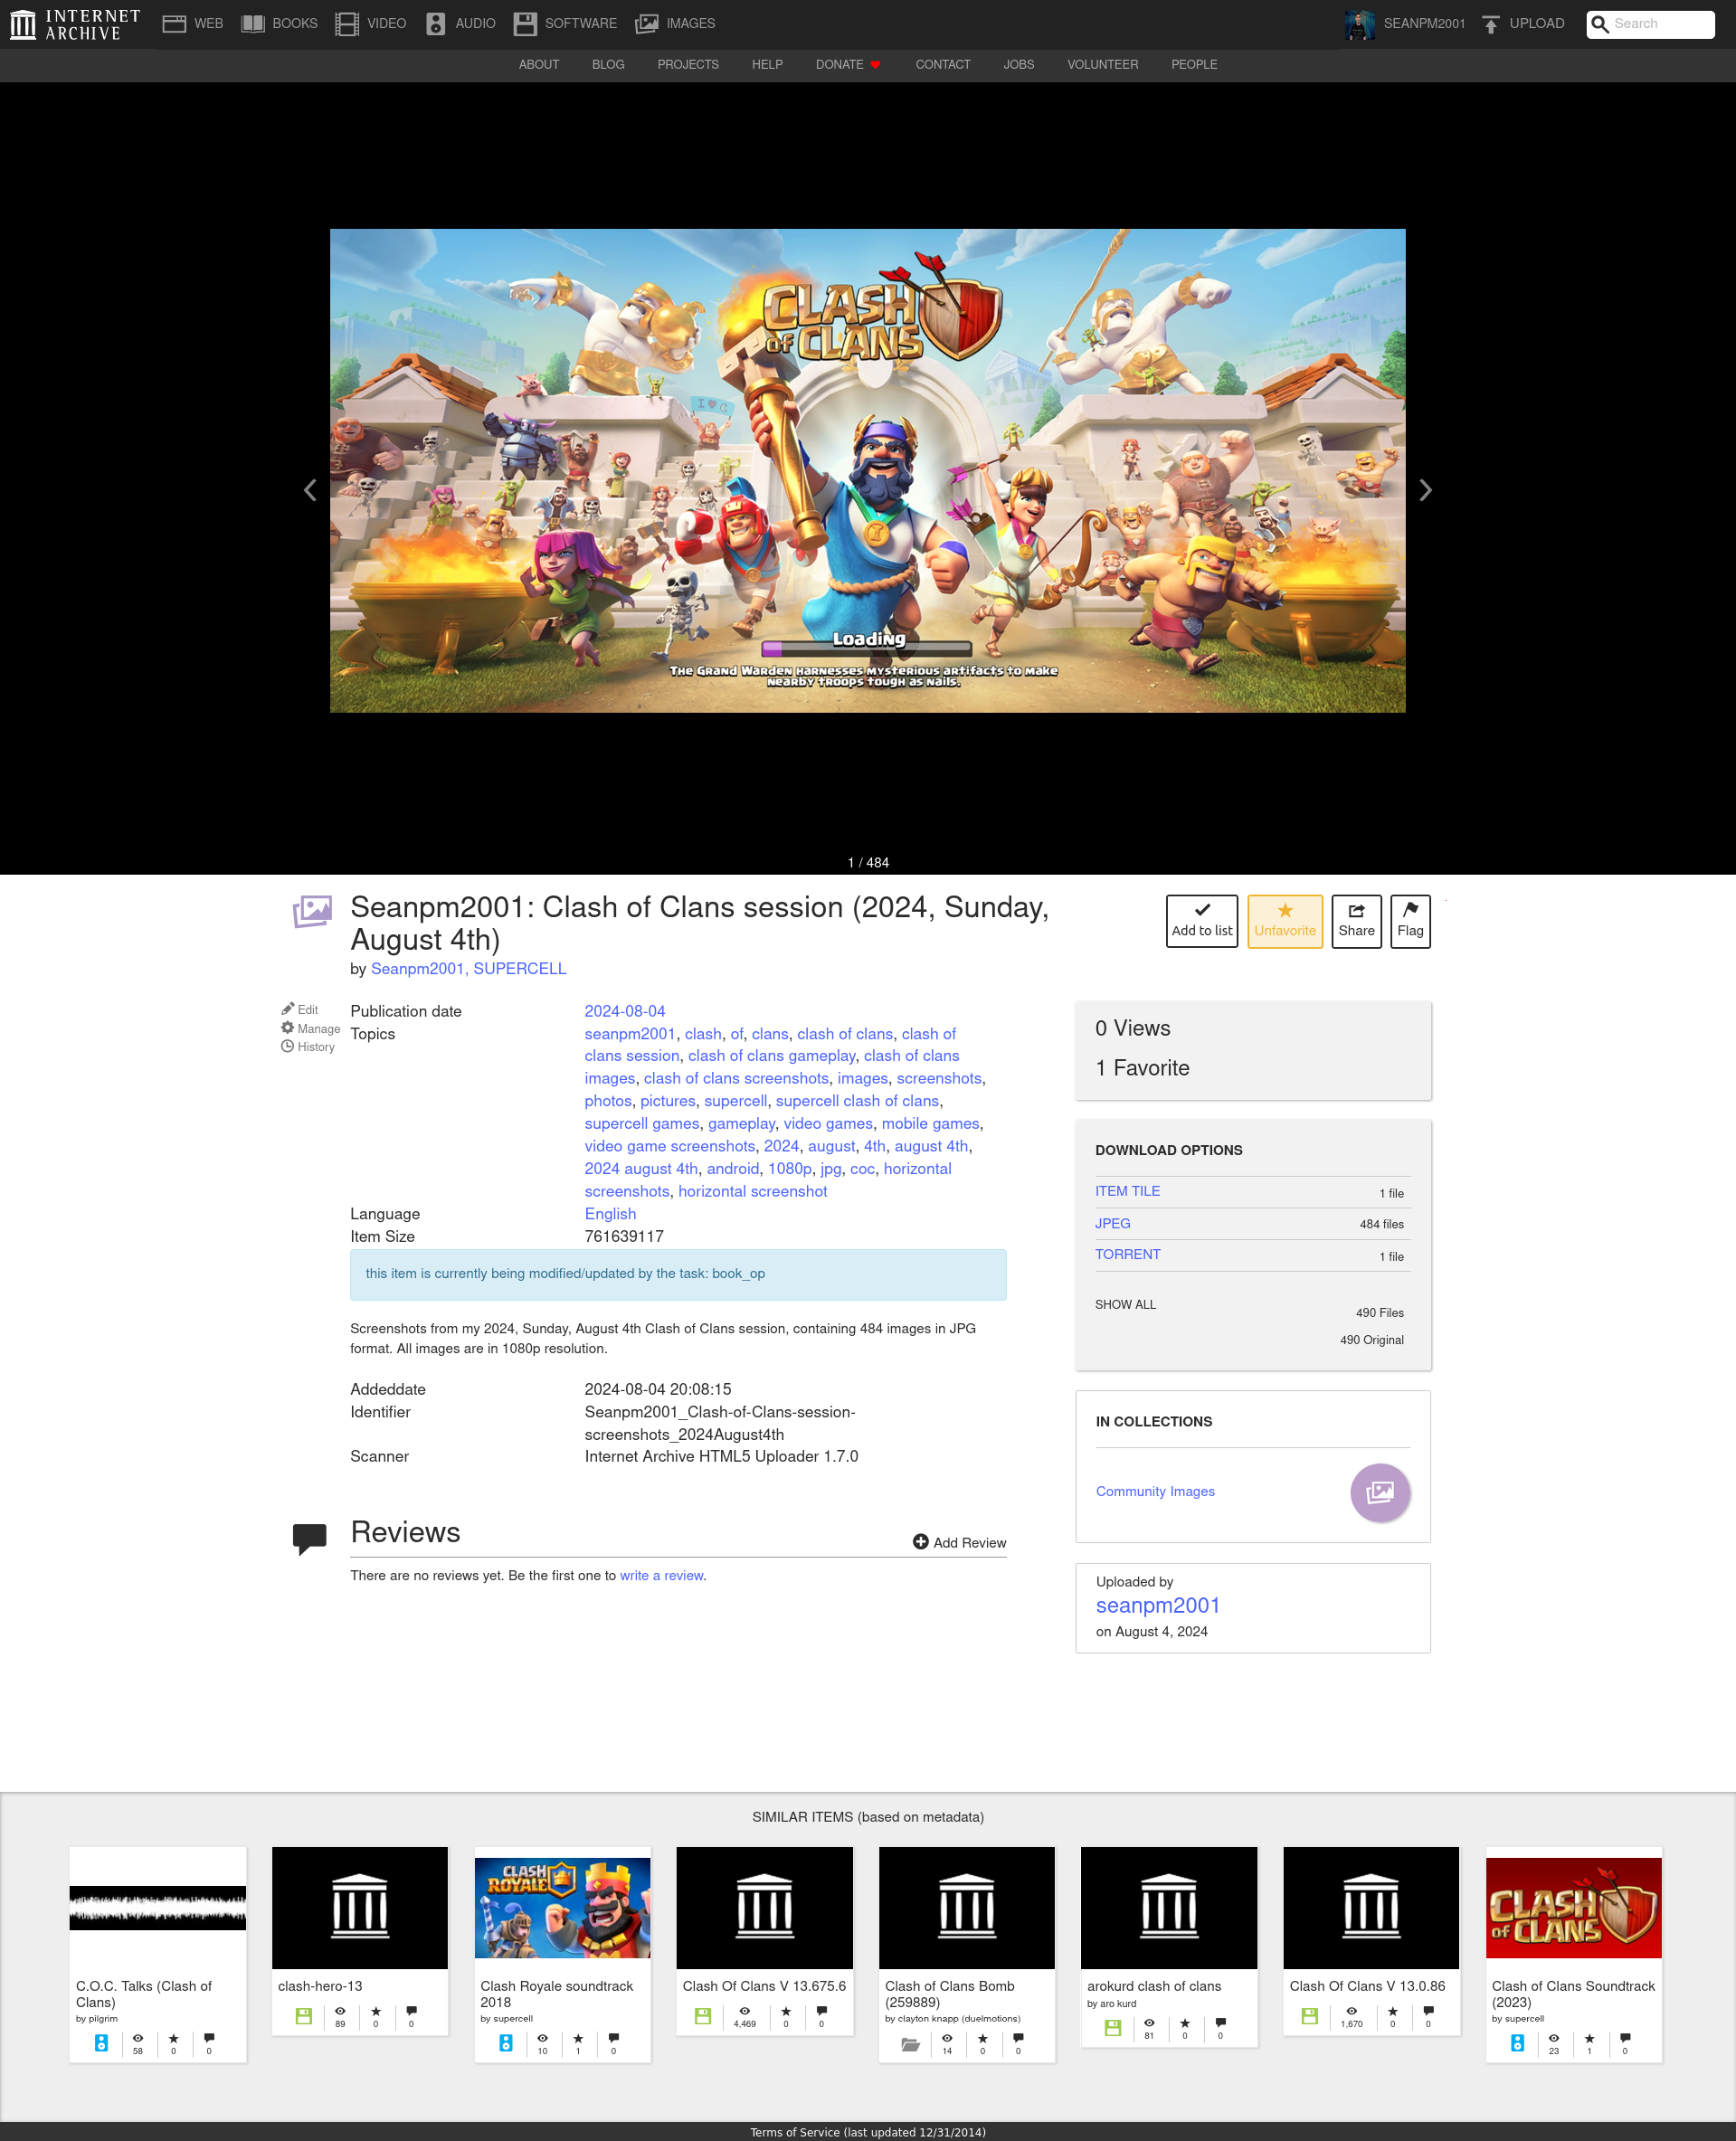 INTERNET
ARCHIVE
WEB
BOOKS
VIDEO
AUDIO
SOFTWARE
IMAGES
SEANPM2001
UPLOAD
Search
ABOUT
BLOG
PROJECTS
HELP
DONATE
CONTACT
JOBS
VOLUNTEER
PEOPLE
CLASH
OF CLANS
I ♥ C
Loading
The Grand Warden harnesses mysterious artifacts to make
nearby troops tough as nails.
1 / 484
Seanpm2001: Clash of Clans session (2024, Sunday,
August 4th)
by Seanpm2001, SUPERCELL
Add to list
Unfavorite
Share
Flag
Edit
Manage
History
Publication date 2024-08-04
Topics seanpm2001, clash, of, clans, clash of clans, clash of
clans session, clash of clans gameplay, clash of clans
images, clash of clans screenshots, images, screenshots,
photos, pictures, supercell, supercell clash of clans,
supercell games, gameplay, video games, mobile games,
video game screenshots, 2024, august, 4th, august 4th,
2024 august 4th, android, 1080p, jpg, coc, horizontal
screenshots, horizontal screenshot
Language English
Item Size 761639117
this item is currently being modified/updated by the task: book_op
Screenshots from my 2024, Sunday, August 4th Clash of Clans session, containing 484 images in JPG
format. All images are in 1080p resolution.
Addeddate 2024-08-04 20:08:15
Identifier Seanpm2001_Clash-of-Clans-session-
screenshots_2024August4th
Scanner Internet Archive HTML5 Uploader 1.7.0
Reviews
Add Review
There are no reviews yet. Be the first one to write a review.
0 Views
1 Favorite
DOWNLOAD OPTIONS
ITEM TILE 1 file
JPEG 484 files
TORRENT 1 file
SHOW ALL 490 Files
490 Original
IN COLLECTIONS
Community Images
Uploaded by
seanpm2001
on August 4, 2024
SIMILAR ITEMS (based on metadata)
C.O.C. Talks (Clash of
Clans)
by pilgrim
58 0 0
clash-hero-13
89 0 0
CLASH
ROYALE
Clash Royale soundtrack
2018
by supercell
10 1 0
Clash Of Clans V 13.675.6
4,469 0 0
Clash of Clans Bomb
(259889)
by clayton knapp (duelmotions)
14 0 0
arokurd clash of clans
by aro kurd
81 0 0
Clash Of Clans V 13.0.86
1,670 0 0
CLASH
OF CLANS
Clash of Clans Soundtrack
(2023)
by supercell
23 1 0
Terms of Service (last updated 12/31/2014)